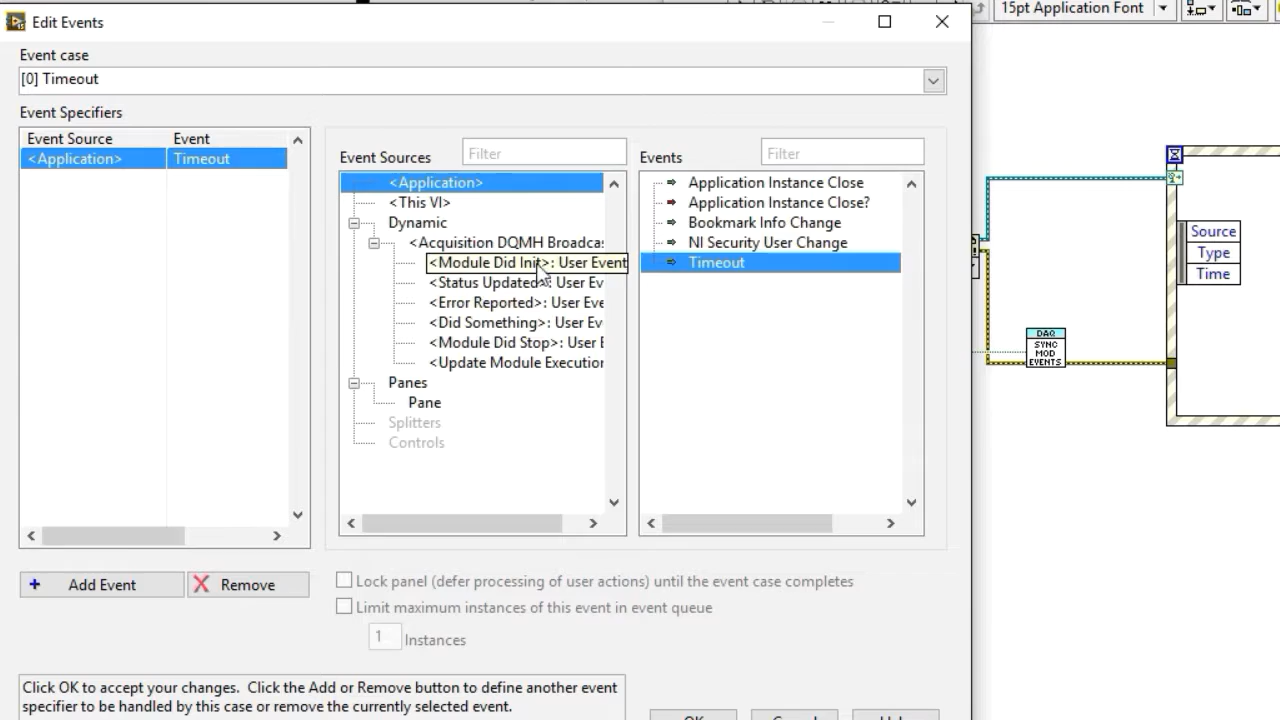 Edit Events
15pt Application Font
Event case
[0] Timeout
Event Specifiers
Event Source Event
<Application> Timeout
Event Sources Filter
<Application>
<This VI>
Dynamic
<Acquisition DQMH Broadca
<Module Did Init>: User Event
<Status Updated>: User Ev
<Error Reported>: User Eve
<Did Something>: User Ev
<Module Did Stop>: User
<Update Module Execution
Panes
Pane
Splitters
Controls
Events Filter
Application Instance Close
Application Instance Close?
Bookmark Info Change
NI Security User Change
Timeout
Source
Type
Time
DAQ
SYNC
MOD
EVENTS
+ Add Event
X Remove
Lock panel (defer processing of user actions) until the event case completes
Limit maximum instances of this event in event queue
1 Instances
Click OK to accept your changes. Click the Add or Remove button to define another event
specifier to be handled by this case or remove the currently selected event.